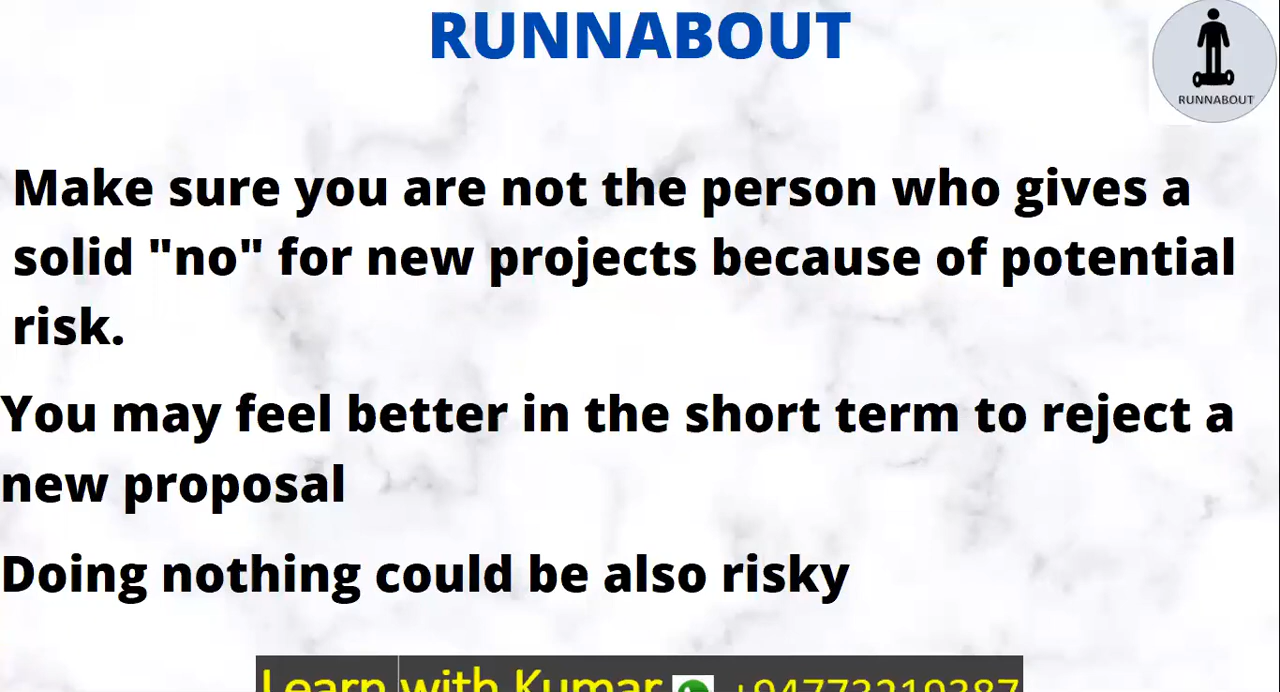 RUNNABOUT
RUNNABOUT
Make sure you are not the person who gives a
solid "no" for new projects because of potential
risk.
You may feel better in the short term to reject a
new proposal
Doing nothing could be also risky
Learn with Kumar +94773219387